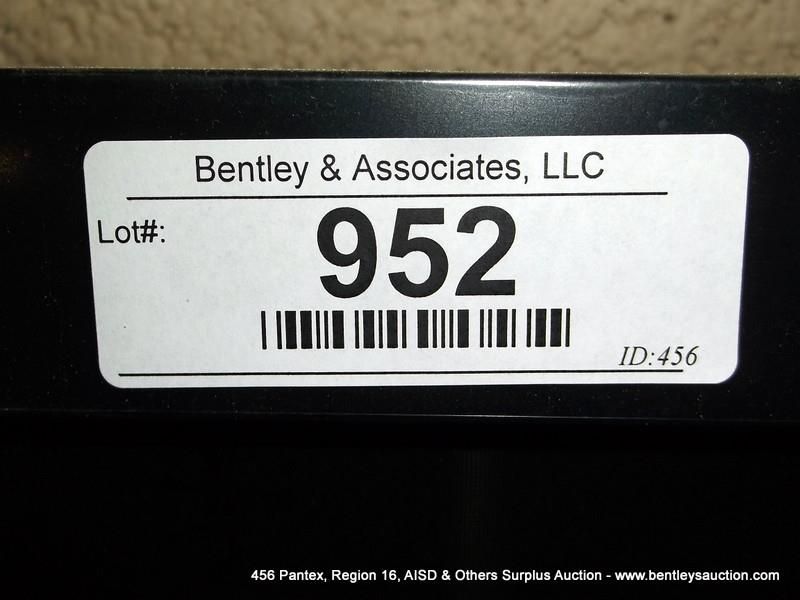 Bentley & Associates, LLC
Lot#:
952
ID:456
456 Pantex, Region 16, AISD & Others Surplus Auction - www.bentleysauction.com